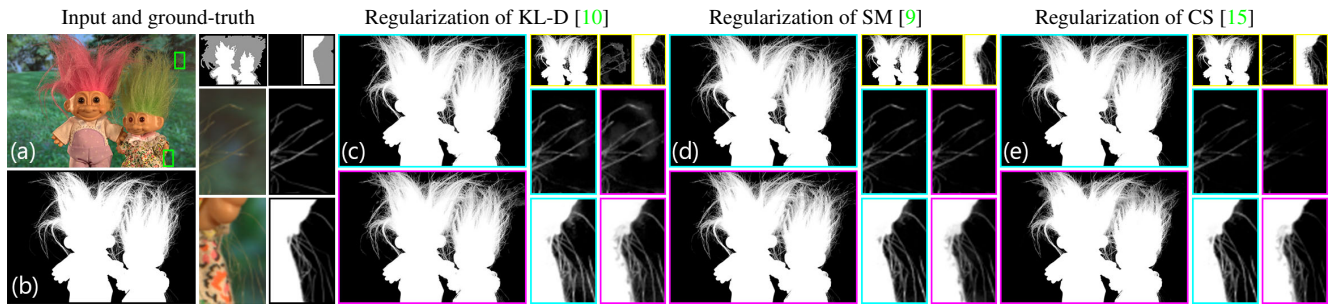 Input and ground-truth
Regularization of KL-D [10]
Regularization of SM [9]
Regularization of CS [15]
(a)
(c)
(d)
(e)
(b)